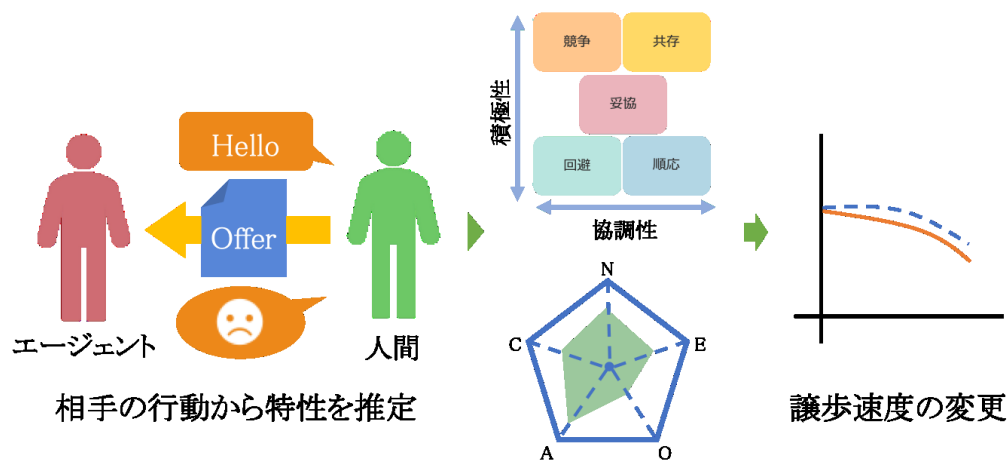 Hello
Offer
エージェント
人間
相手の行動から特性を推定
積極性
競争
共存
妥協
回避
順応
協調性
N
C
E
A
O
譲歩速度の変更